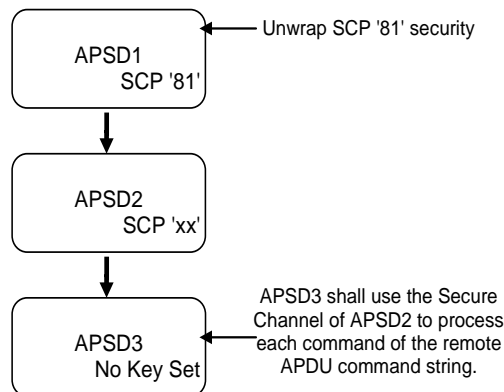 Unwrap SCP '81' security
APSD1
SCP '81'
APSD2
SCP 'xx'
APSD3
No Key Set
APSD3 shall use the Secure
Channel of APSD2 to process
each command of the remote
APDU command string.